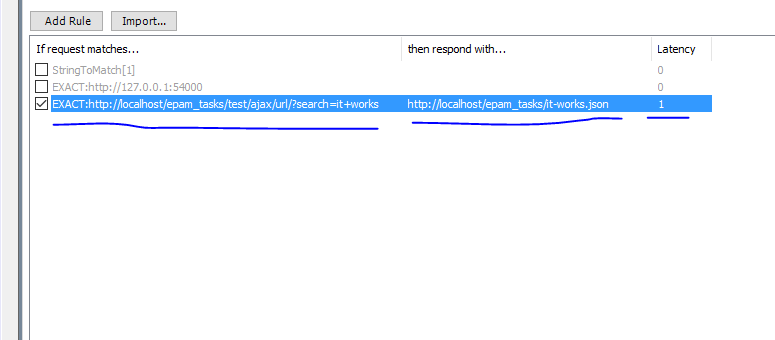 Add Rule Import...
If request matches... then respond with... Latency
StringToMatch[1] 0
EXACT:http://127.0.0.1:54000 0
EXACT:http://localhost/epam_tasks/test/ajax/url/?search=it+works http://localhost/epam_tasks/it-works.json 1